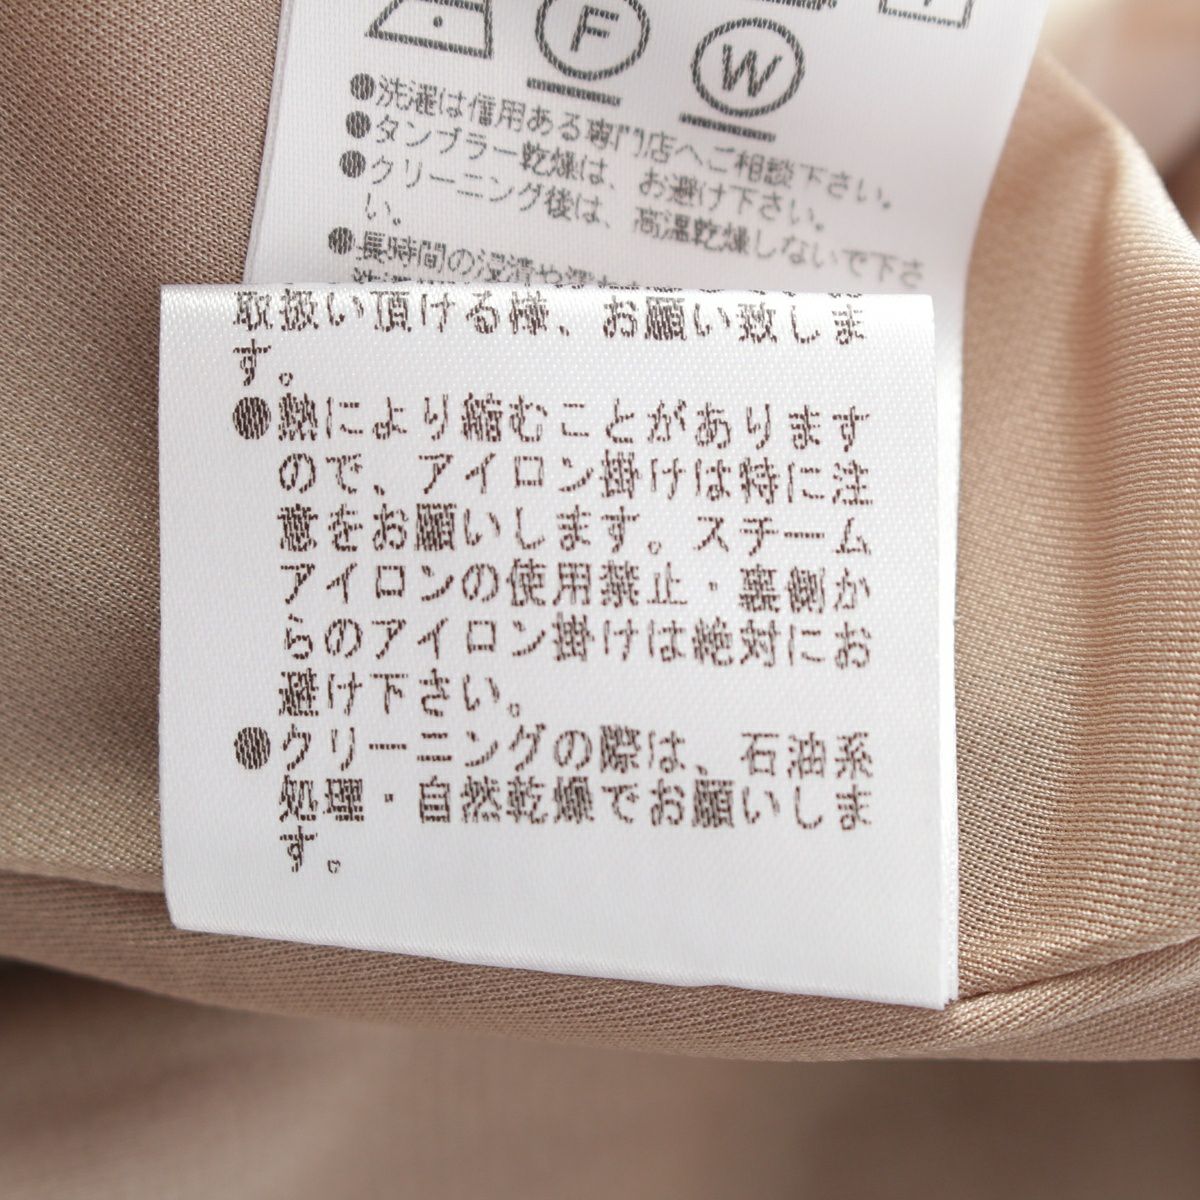 F
W
●洗濯は信用ある専門店へご相談下さい。
●タンブラー乾燥は、お避け下さい。
●クリーニング後は、高温乾燥しないで下さ
い。
●長時間の浸漬や濡れ
取扱い頂ける様、お願い致しま
す。
●熱により縮むことがあります
ので、アイロン掛けは特に注
意をお願いします。スチーム
アイロンの使用禁止・裏側か
らのアイロン掛けは絶対にお
避け下さい。
●クリーニングの際は、石油系
処理・自然乾燥でお願いしま
す。